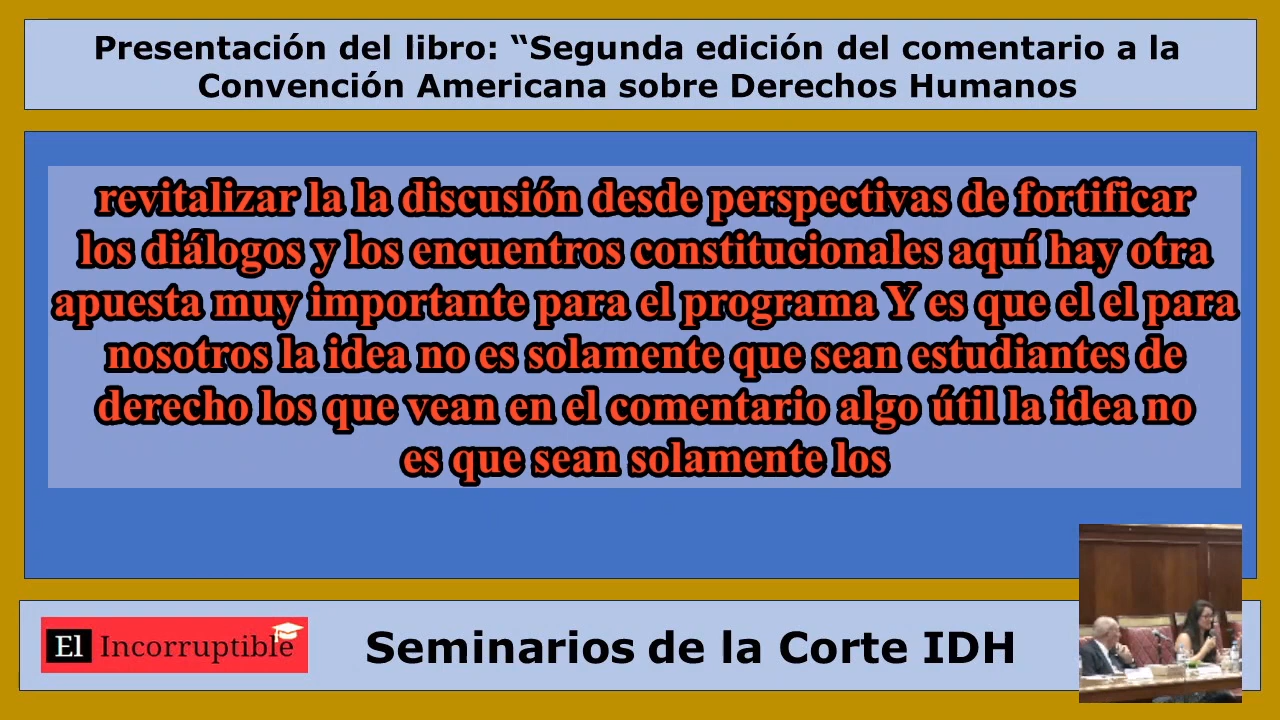 Presentación del libro: “Segunda edición del comentario a la
Convención Americana sobre Derechos Humanos
revitalizar la la discusión desde perspectivas de fortificar
los diálogos y los encuentros constitucionales aquí hay otra
apuesta muy importante para el programa Y es que el el para
nosotros la idea no es solamente que sean estudiantes de
derecho los que vean en el comentario algo útil la idea no
es que sean solamente los
El Incorruptible
Seminarios de la Corte IDH